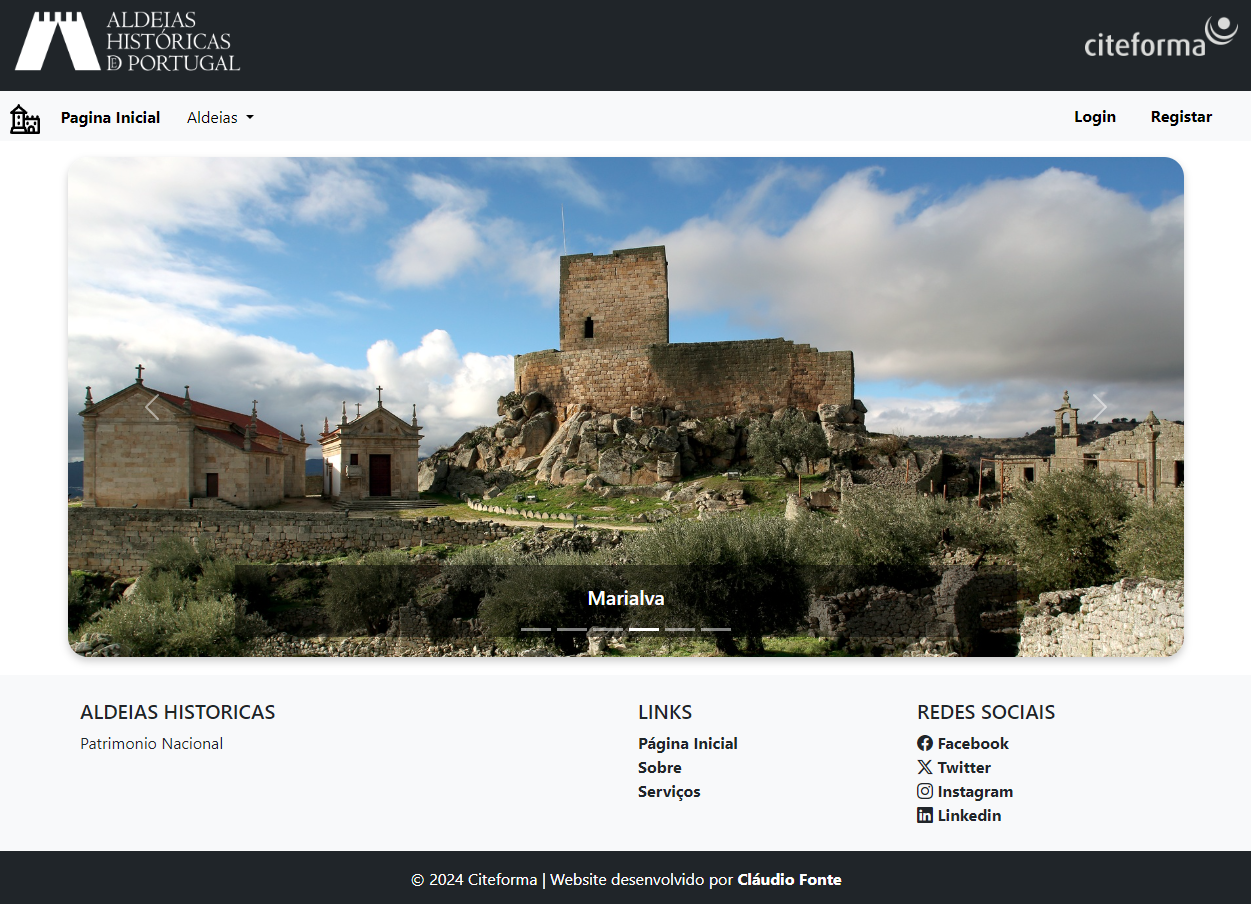 ALDEIAS
HISTÓRICAS
DE PORTUGAL
citeforma
Pagina Inicial
Aldeias
Login
Registar
Marialva
ALDEIAS HISTORICAS
Patrimonio Nacional
LINKS
Página Inicial
Sobre
Serviços
REDES SOCIAIS
Facebook
Twitter
Instagram
Linkedin
© 2024 Citeforma | Website desenvolvido por Cláudio Fonte